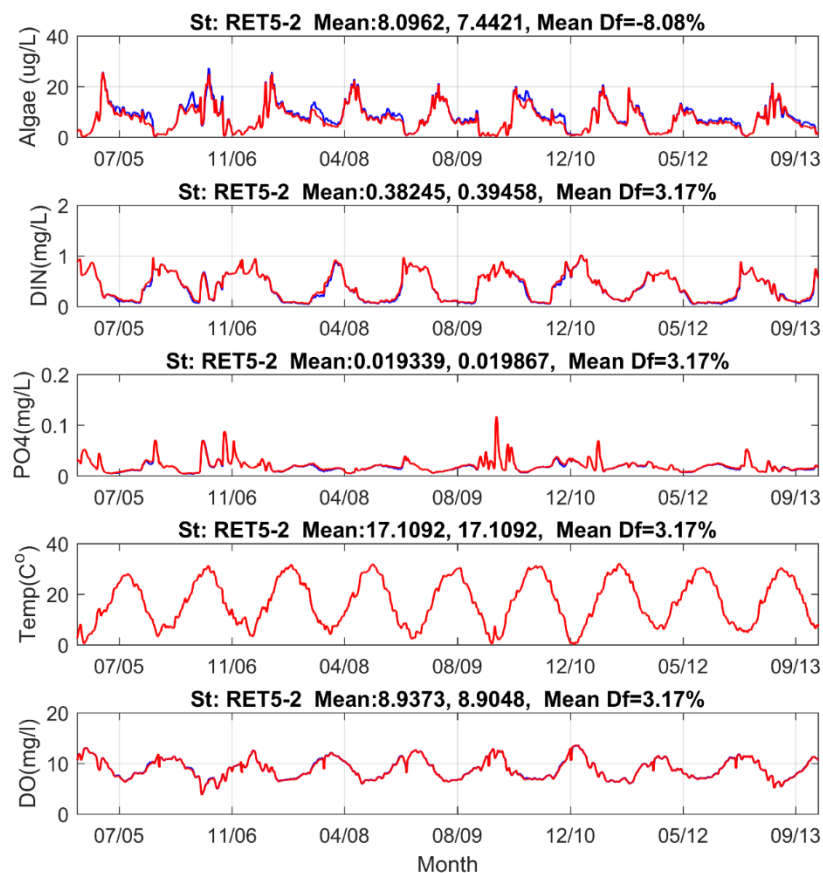 St: RET5-2 Mean:8.0962, 7.4421, Mean Df=-8.08%
Algae (ug/L)
40
20
0
07/05 11/06 04/08 08/09 12/10 05/12 09/13
St: RET5-2 Mean:0.38245, 0.39458, Mean Df=3.17%
DIN(mg/L)
2
1
0
07/05 11/06 04/08 08/09 12/10 05/12 09/13
St: RET5-2 Mean:0.019339, 0.019867, Mean Df=3.17%
PO4(mg/L)
0.2
0.1
0
07/05 11/06 04/08 08/09 12/10 05/12 09/13
St: RET5-2 Mean:17.1092, 17.1092, Mean Df=3.17%
Temp(C°)
40
20
0
07/05 11/06 04/08 08/09 12/10 05/12 09/13
St: RET5-2 Mean:8.9373, 8.9048, Mean Df=3.17%
DO(mg/l)
20
10
0
07/05 11/06 04/08 08/09 12/10 05/12 09/13
Month